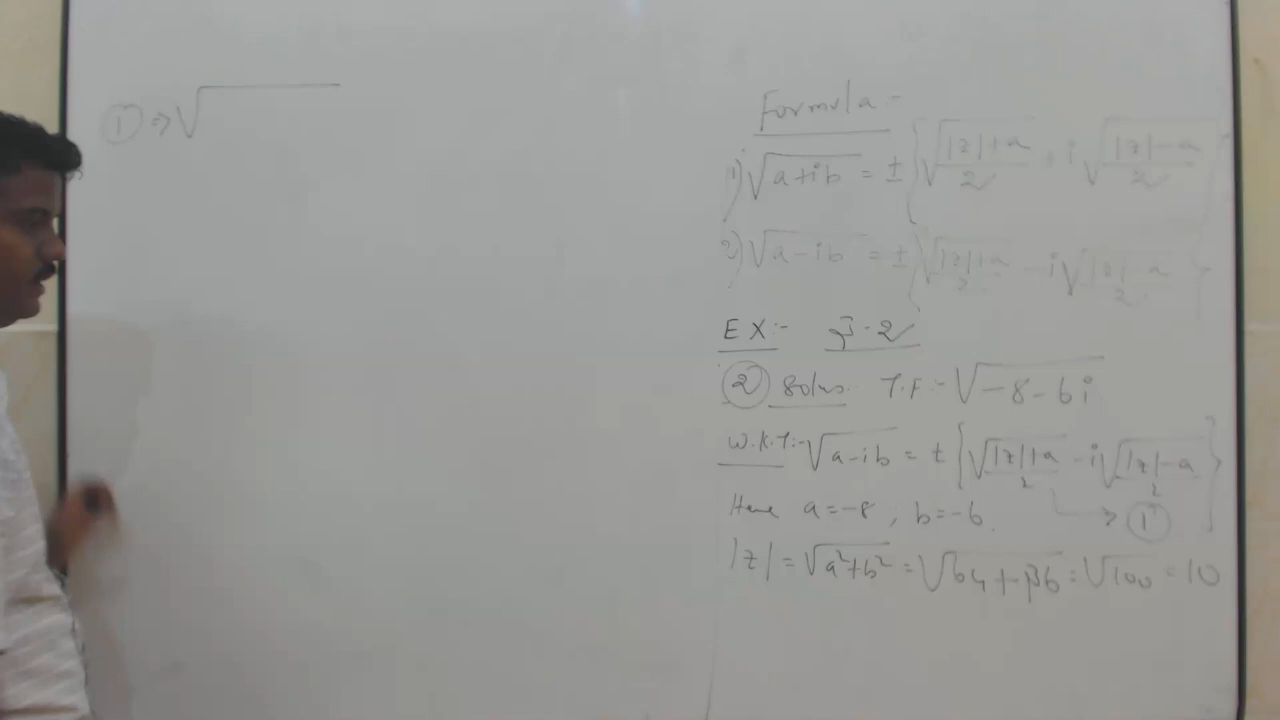 ① ⇒ √
Formula :-
1) √(a+ib) = ± { √((|z|+a)/2) + i √((|z|-a)/2) }
2) √(a-ib) = ± { √((|z|+a)/2) - i √((|z|-a)/2) }
EX:- 3.2
② Solns. T.F:- √(-8-6i)
W.K.T:- √(a-ib) = ± { √((|z|+a)/2) - i √((|z|-a)/2) }
Here a=-8, b=-6. → ①
|z| = √(a²+b²) = √(64+36) = √100 = 10